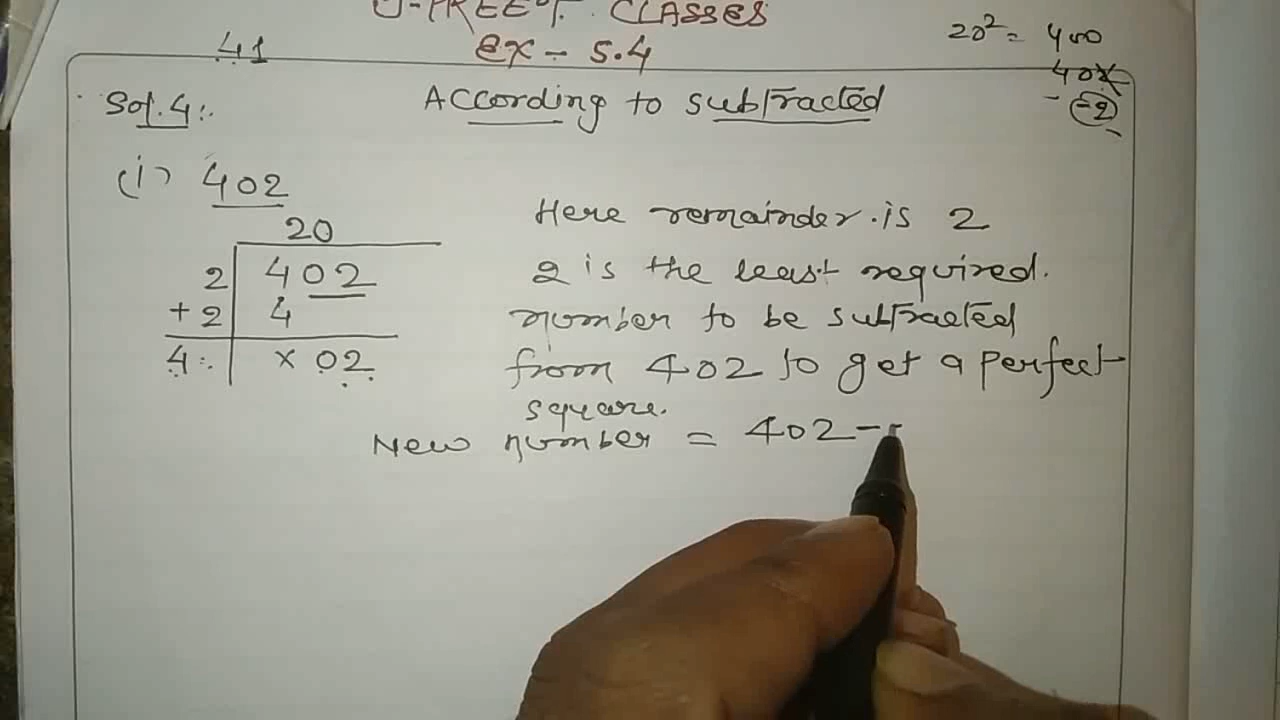 CLASSES
ex - 5.4
41
20² = 400
402
-2
Sol. 4:.
According to subtracted
(i) 402
20
2 402
+2 4
4 × 02
Here remainder is 2
2 is the least required.
number to be subtracted
from 402 to get a perfect
square.
New number = 402 -